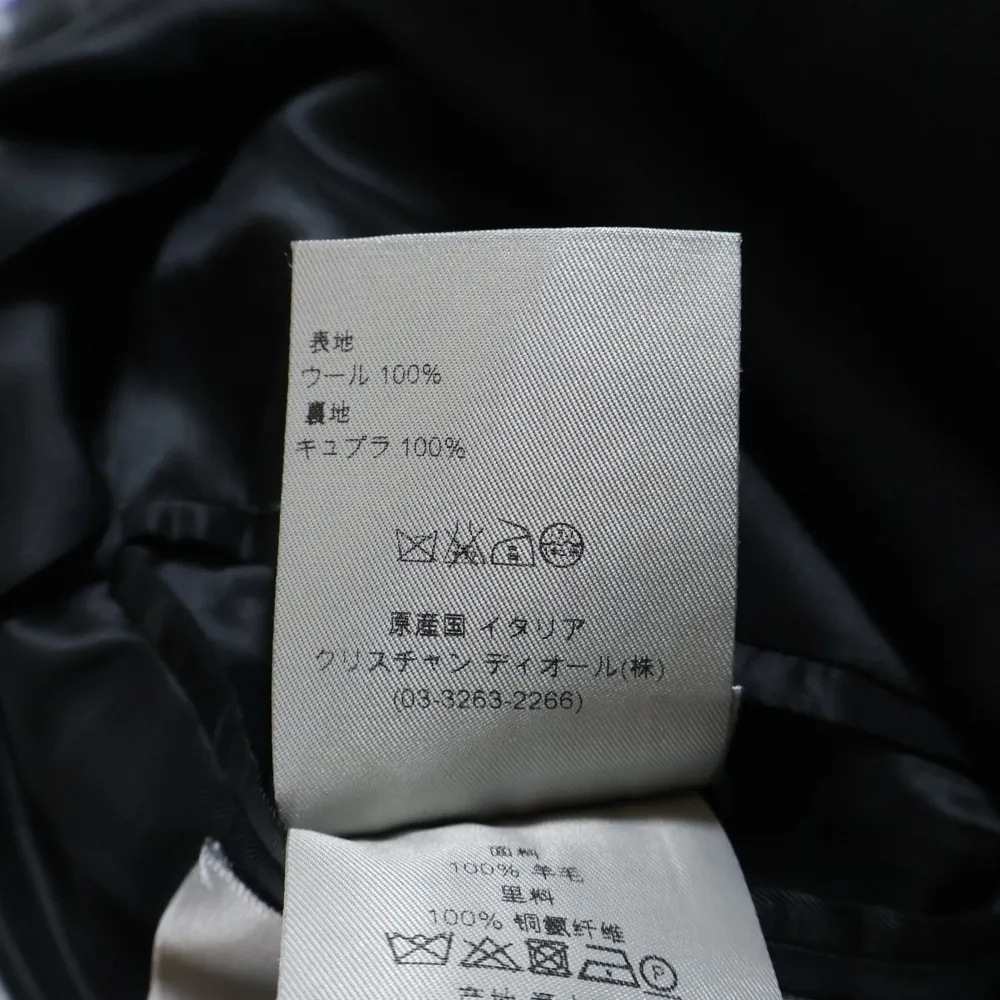 表地
ウール 100%
裏地
キュプラ 100%
原産国 イタリア
クリスチャン ディオール(株)
(03-3263-2266)
面料
100% 羊毛
里料
100% 铜氨纤维
P
产地